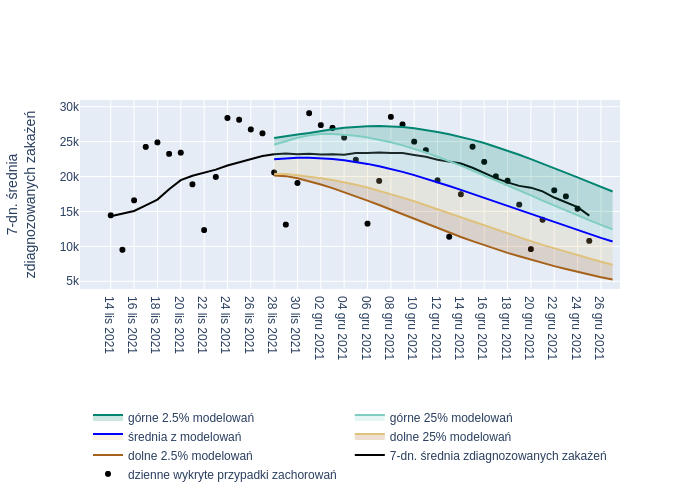 7-dn. średnia
zdiagnozowanych zakażeń
30k
25k
20k
15k
10k
5k
14 lis 2021
16 lis 2021
18 lis 2021
20 lis 2021
22 lis 2021
24 lis 2021
26 lis 2021
28 lis 2021
30 lis 2021
02 gru 2021
04 gru 2021
06 gru 2021
08 gru 2021
10 gru 2021
12 gru 2021
14 gru 2021
16 gru 2021
18 gru 2021
20 gru 2021
22 gru 2021
24 gru 2021
26 gru 2021
górne 2.5% modelowań
górne 25% modelowań
średnia z modelowań
dolne 25% modelowań
dolne 2.5% modelowań
7-dn. średnia zdiagnozowanych zakażeń
dzienne wykryte przypadki zachorowań